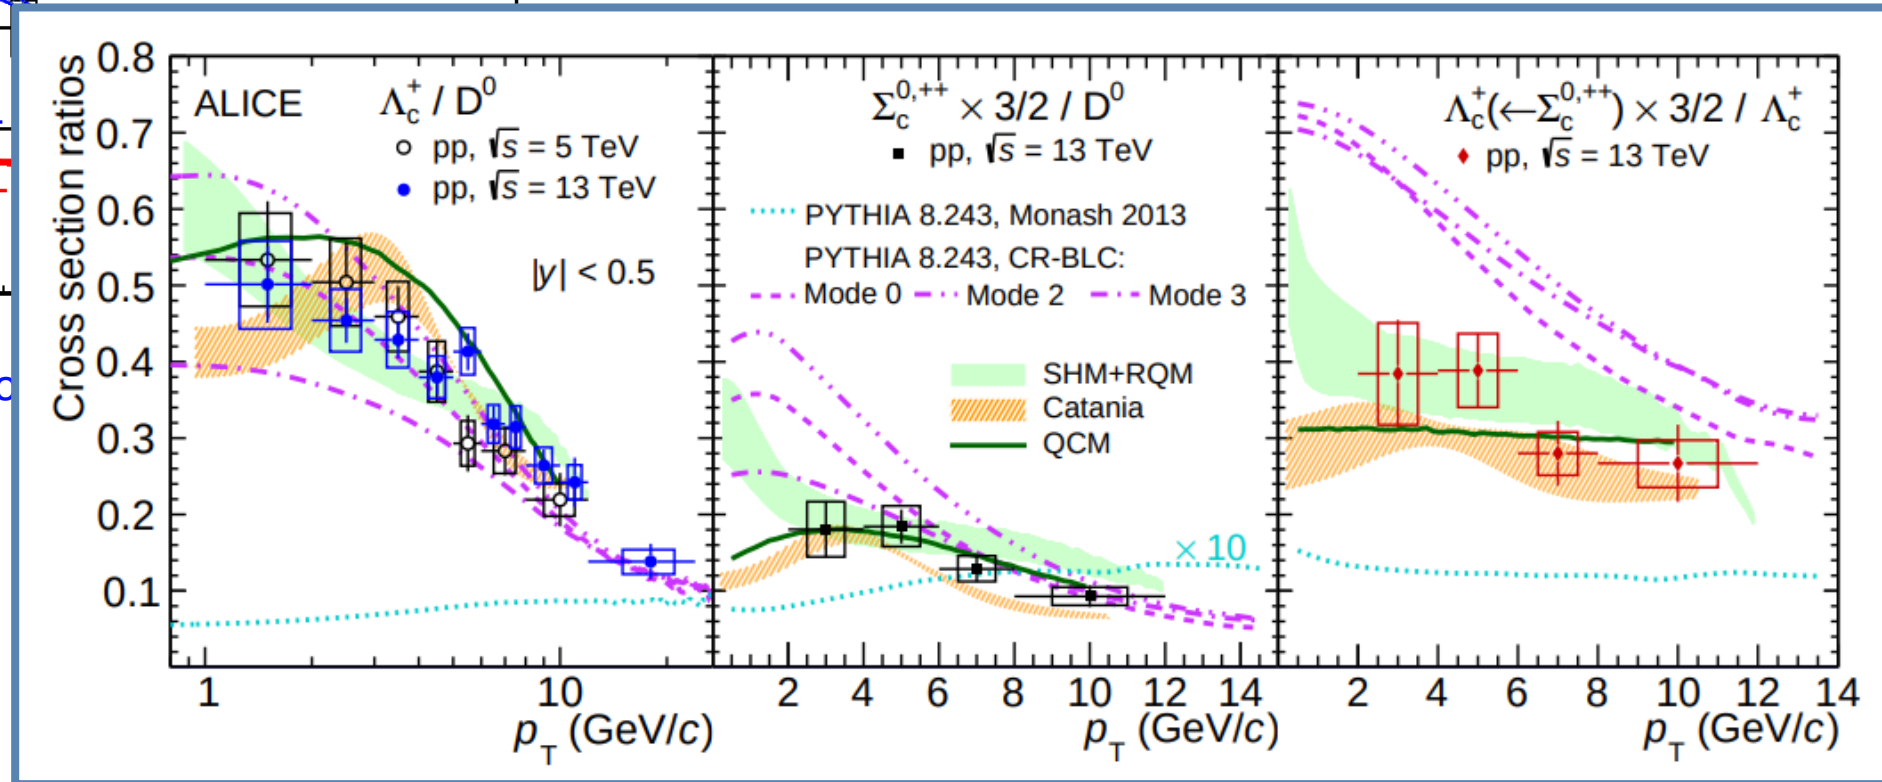 Cross section ratios
0.8
0.7
0.6
0.5
0.4
0.3
0.2
0.1
ALICE
Λc+ / D0
pp, √s = 5 TeV
pp, √s = 13 TeV
|y| < 0.5
1 10
pT (GeV/c)
Σc0,++ × 3/2 / D0
pp, √s = 13 TeV
PYTHIA 8.243, Monash 2013
PYTHIA 8.243, CR-BLC:
Mode 0 Mode 2 Mode 3
SHM+RQM
Catania
QCM
× 10
2 4 6 8 10 12 14
pT (GeV/c)
Λc+(←Σc0,++) × 3/2 / Λc+
pp, √s = 13 TeV
2 4 6 8 10 12 14
pT (GeV/c)